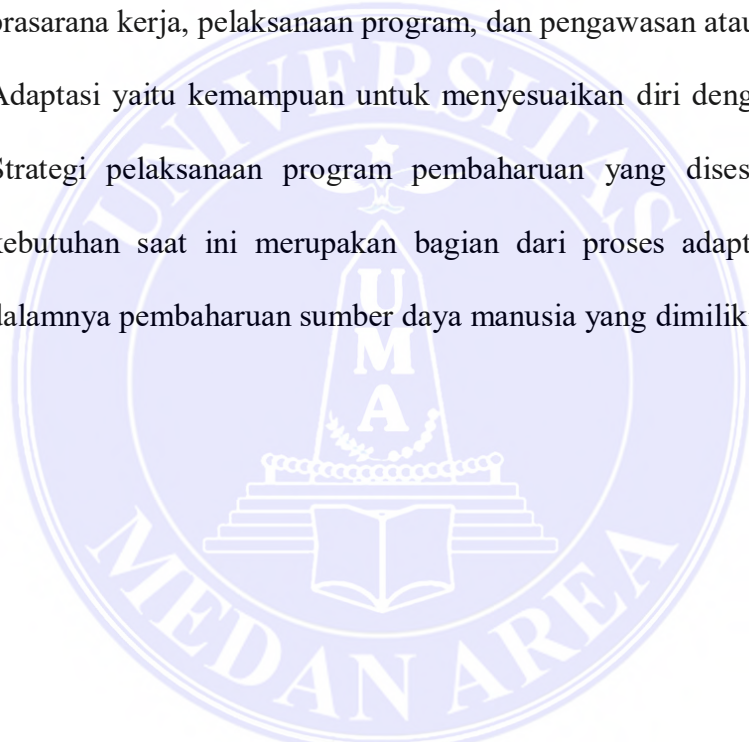 prasarana kerja, pelaksanaan program, dan pengawasan atau
Adaptasi yaitu kemampuan untuk menyesuaikan diri deng
Strategi pelaksanaan program pembaharuan yang dises
kebutuhan saat ini merupakan bagian dari proses adapt
dalamnya pembaharuan sumber daya manusia yang dimilik
UNIVERSITAS
UMA
MEDAN AREA